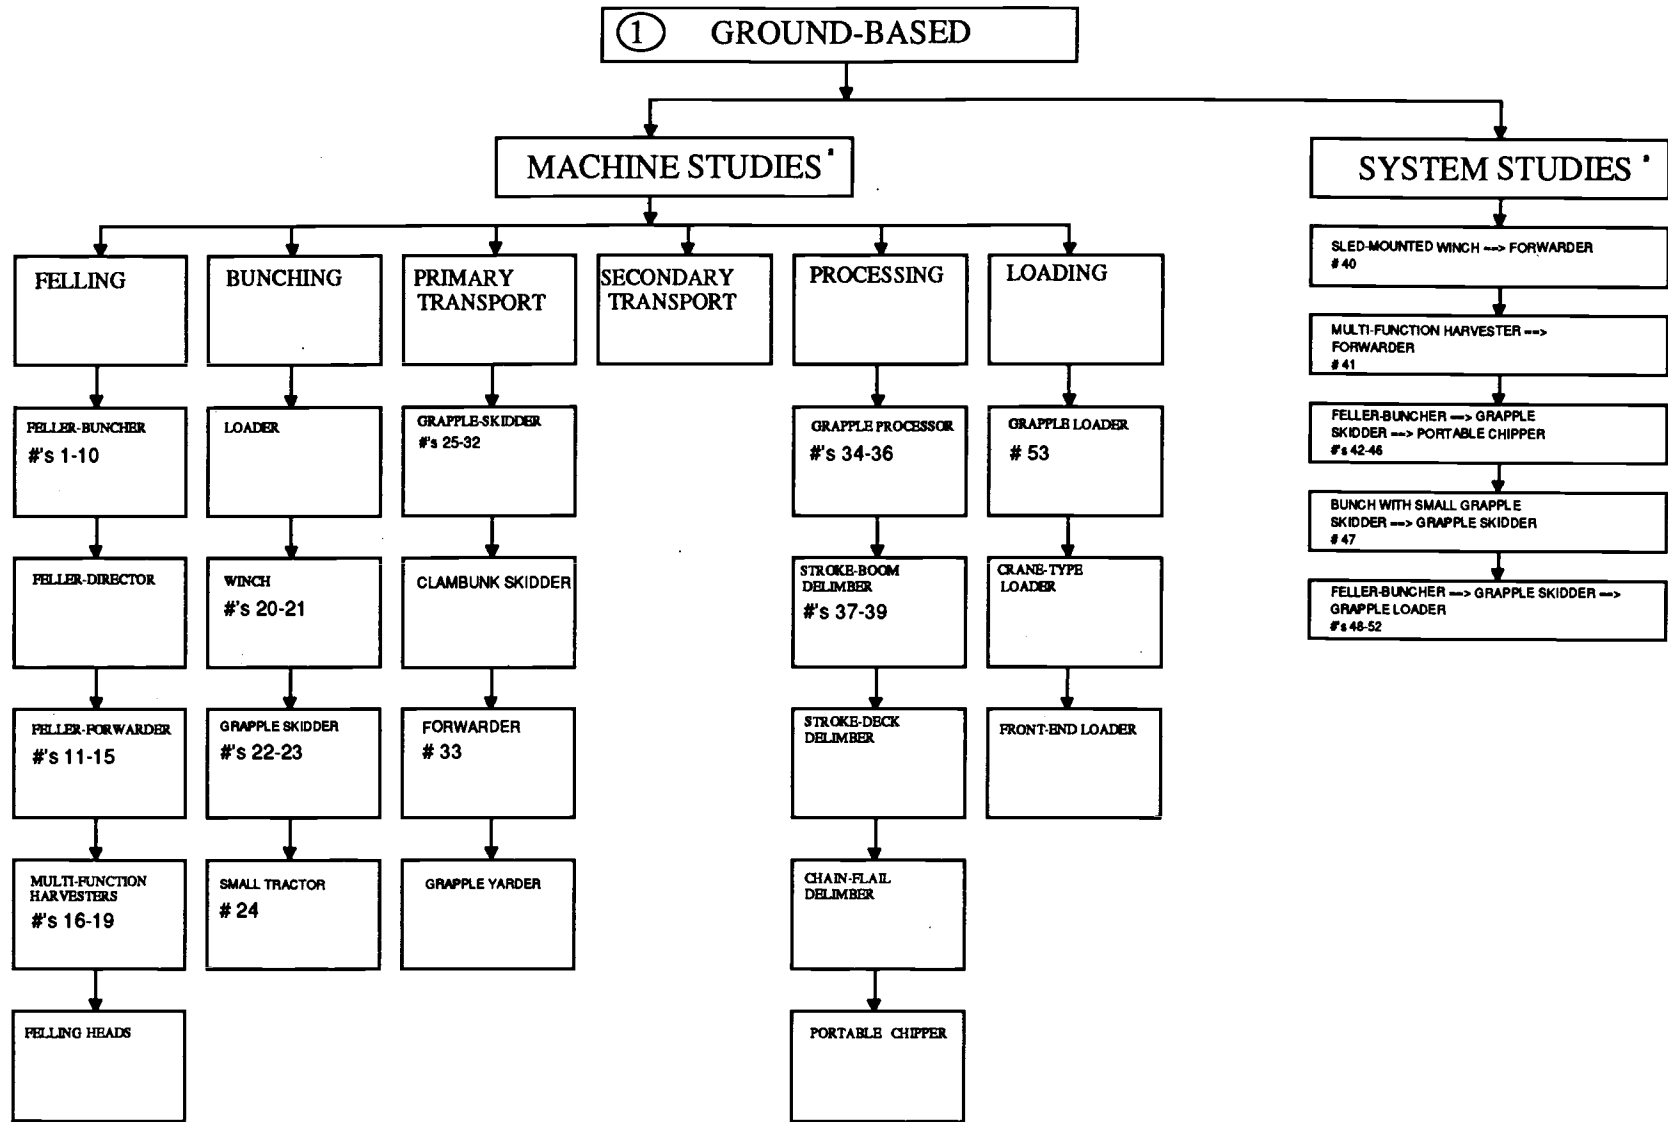 1 GROUND-BASED
MACHINE STUDIES a
SYSTEM STUDIES a
FELLING
BUNCHING
PRIMARY
TRANSPORT
SECONDARY
TRANSPORT
PROCESSING
LOADING
FELLER-BUNCHER
#'s 1-10
FELLER-DIRECTOR
FELLER-FORWARDER
#'s 11-15
MULTI-FUNCTION
HARVESTERS
#'s 16-19
FELLING HEADS
LOADER
WINCH
#'s 20-21
GRAPPLE SKIDDER
#'s 22-23
SMALL TRACTOR
# 24
GRAPPLE-SKIDDER
#'s 25-32
CLAMBUNK SKIDDER
FORWARDER
# 33
GRAPPLE YARDER
GRAPPLE PROCESSOR
#'s 34-36
STROKE-BOOM
DELIMBER
#'s 37-39
STROKE-DECK
DELIMBER
CHAIN-FLAIL
DELIMBER
PORTABLE CHIPPER
GRAPPLE LOADER
# 53
CRANE-TYPE
LOADER
FRONT-END LOADER
SLED-MOUNTED WINCH ==> FORWARDER
# 40
MULTI-FUNCTION HARVESTER ==>
FORWARDER
# 41
FELLER-BUNCHER ==> GRAPPLE
SKIDDER ==> PORTABLE CHIPPER
#'s 42-46
BUNCH WITH SMALL GRAPPLE
SKIDDER ==> GRAPPLE SKIDDER
# 47
FELLER-BUNCHER ==> GRAPPLE SKIDDER ==>
GRAPPLE LOADER
#'s 48-52